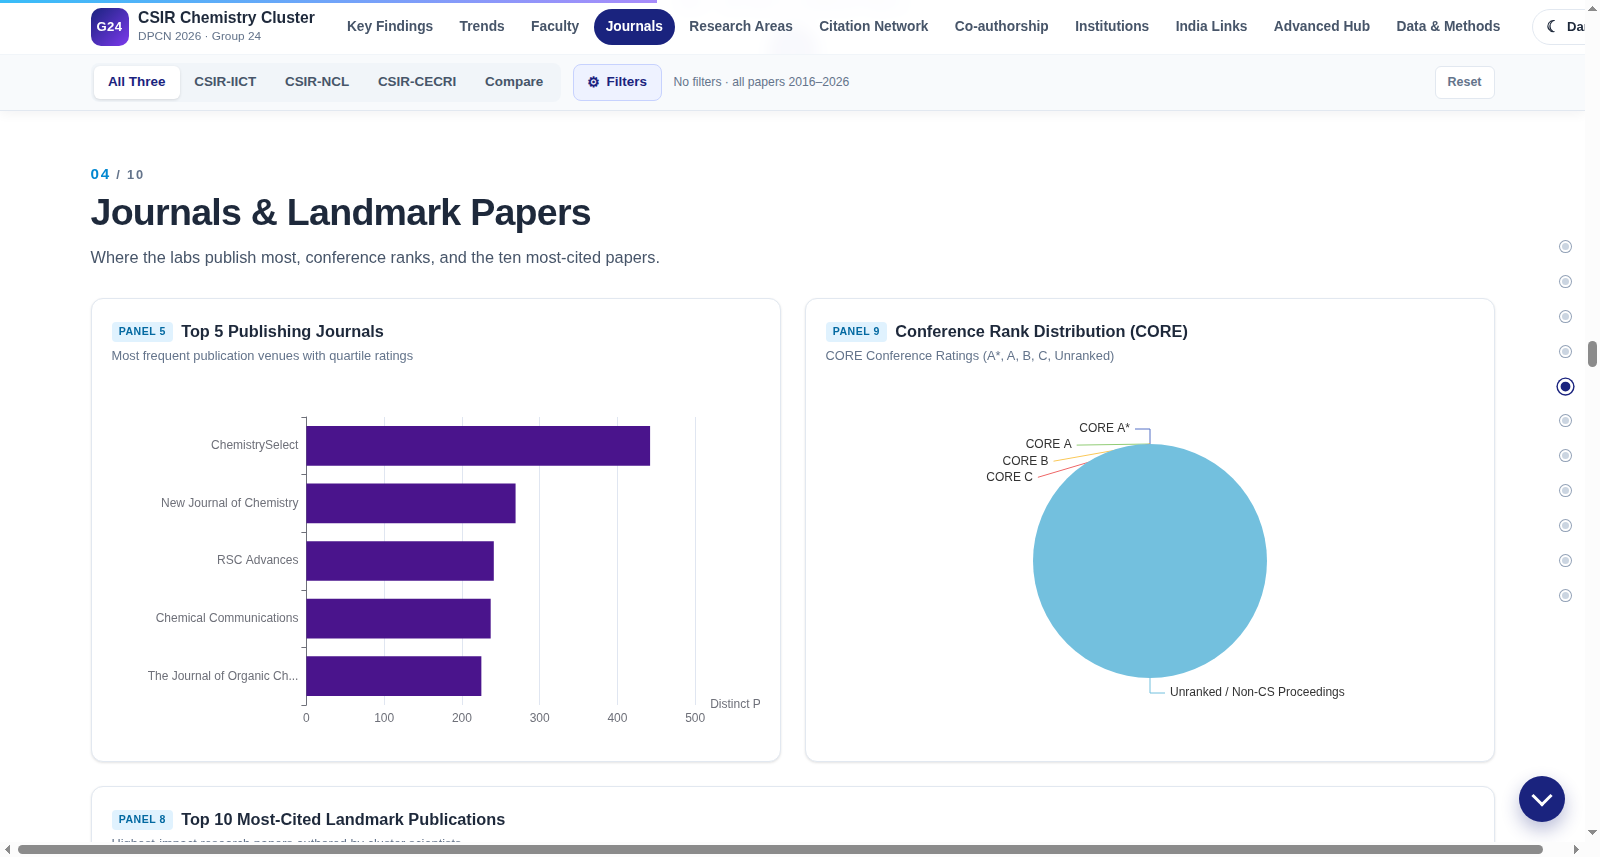 G24
CSIR Chemistry Cluster
DPCN 2026 · Group 24
Key Findings
Trends
Faculty
Journals
Research Areas
Citation Network
Co-authorship
Institutions
India Links
Advanced Hub
Data & Methods
All Three
CSIR-IICT
CSIR-NCL
CSIR-CECRI
Compare
Filters
No filters · all papers 2016–2026
Reset
04 / 10
Journals & Landmark Papers
Where the labs publish most, conference ranks, and the ten most-cited papers.
PANEL 5
Top 5 Publishing Journals
Most frequent publication venues with quartile ratings
ChemistrySelect
New Journal of Chemistry
RSC Advances
Chemical Communications
The Journal of Organic Ch...
0
100
200
300
400
500
Distinct P
PANEL 9
Conference Rank Distribution (CORE)
CORE Conference Ratings (A*, A, B, C, Unranked)
CORE A*
CORE A
CORE B
CORE C
Unranked / Non-CS Proceedings
PANEL 8
Top 10 Most-Cited Landmark Publications